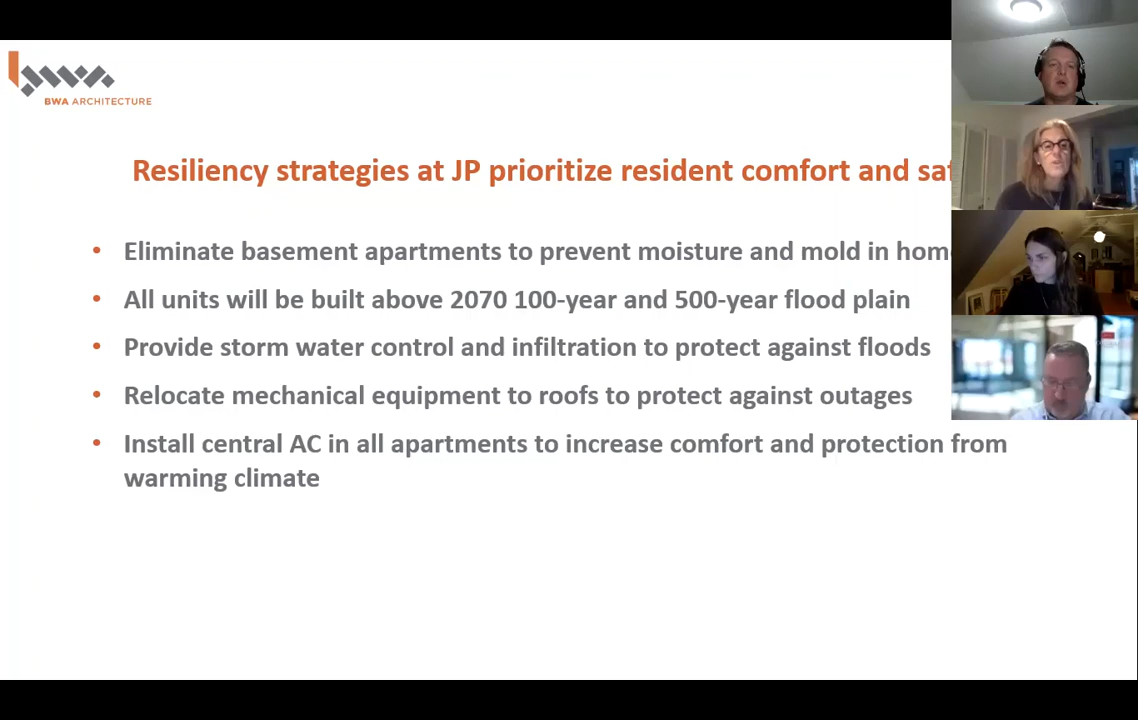 BWA ARCHITECTURE
Resiliency strategies at JP prioritize resident comfort and
Eliminate basement apartments to prevent moisture and mold in
All units will be built above 2070 100-year and 500-year flood plain
Provide storm water control and infiltration to protect against floods
Relocate mechanical equipment to roofs to protect against outages
Install central AC in all apartments to increase comfort and protection from
warming climate